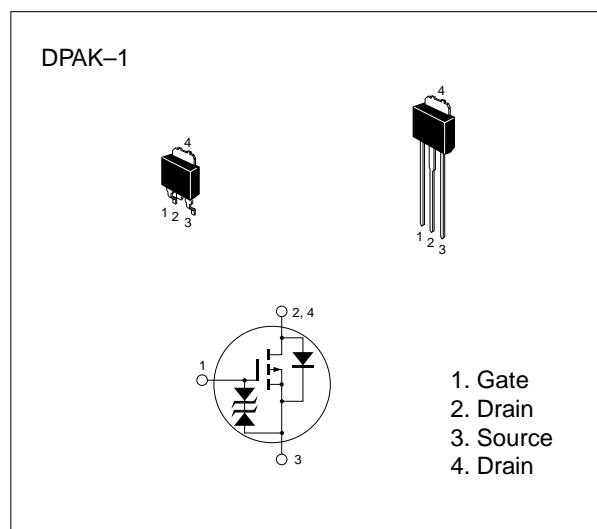 DPAK–1
4
4
1 2 3
1 2 3
2, 4
1
3
1. Gate
2. Drain
3. Source
4. Drain